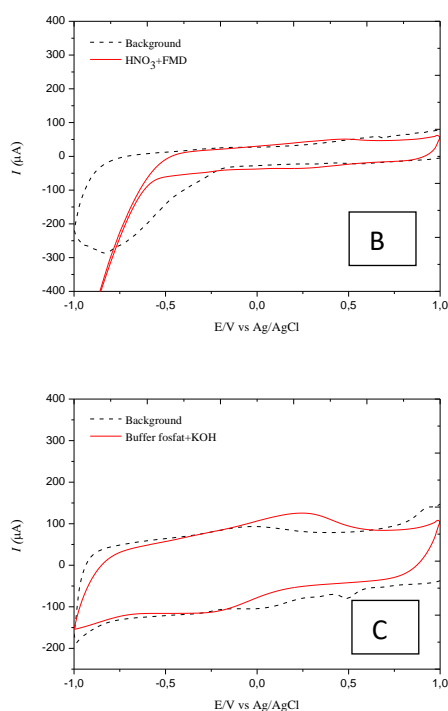 400
Background
HNO3+FMD
300
200
100
0
-100
-200
-300
-400
I (µA)
B
-1,0 -0,5 0,0 0,5 1,0
E/V vs Ag/AgCl
400
Background
Buffer fosfat+KOH
300
200
100
0
-100
-200
I (µA)
C
-1,0 -0,5 0,0 0,5 1,0
E/V vs Ag/AgCl